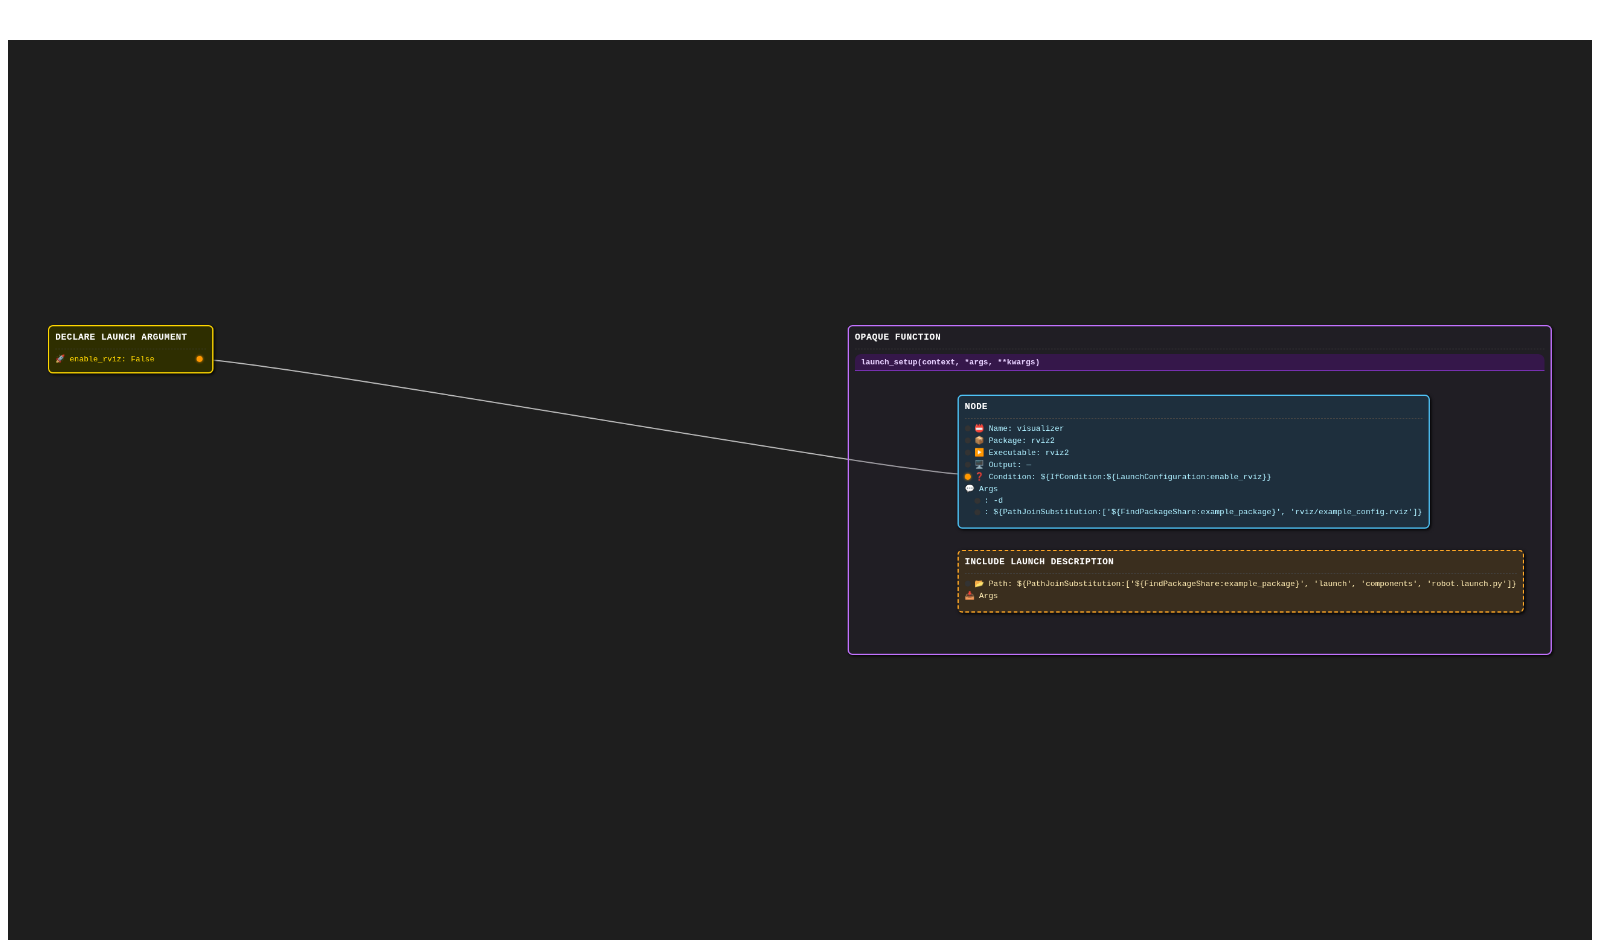 DECLARE LAUNCH ARGUMENT
🚀 enable_rviz: False
OPAQUE FUNCTION
launch_setup(context, *args, **kwargs)
NODE
📛 Name: visualizer
📦 Package: rviz2
▶️ Executable: rviz2
🖥️ Output: —
❓ Condition: ${IfCondition:${LaunchConfiguration:enable_rviz}}
💬 Args
: -d
: ${PathJoinSubstitution:['${FindPackageShare:example_package}', 'rviz/example_config.rviz']}
INCLUDE LAUNCH DESCRIPTION
📂 Path: ${PathJoinSubstitution:['${FindPackageShare:example_package}', 'launch', 'components', 'robot.launch.py']}
📥 Args